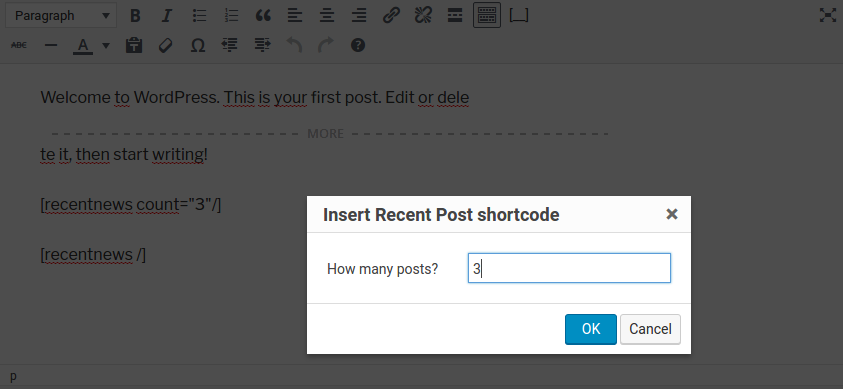 Paragraph B I [...]
ABC A Ω ?
Welcome to WordPress. This is your first post. Edit or dele
MORE
te it, then start writing!
[recentnews count="3"/]
[recentnews /]
Insert Recent Post shortcode ×
How many posts? 3
OK Cancel
p